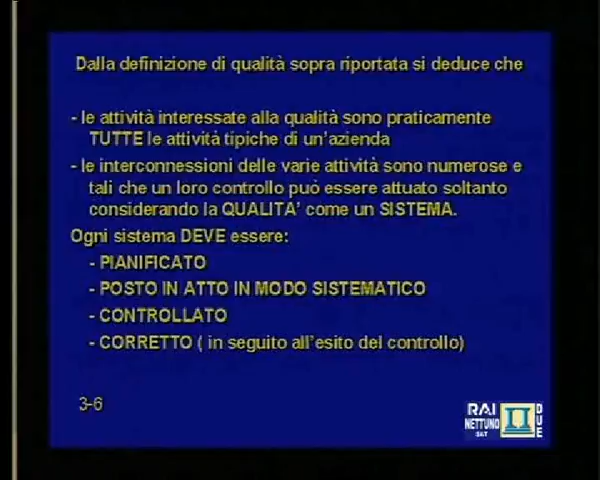 Dalla definizione di qualità sopra riportata si deduce che
- le attività interessate alla qualità sono praticamente
TUTTE le attività tipiche di un'azienda
- le interconnessioni delle varie attività sono numerose e
tali che un loro controllo può essere attuato soltanto
considerando la QUALITA' come un SISTEMA.
Ogni sistema DEVE essere:
- PIANIFICATO
- POSTO IN ATTO IN MODO SISTEMATICO
- CONTROLLATO
- CORRETTO ( in seguito all'esito del controllo)
3-6
RAI
NETTUNO
SAT
DUE